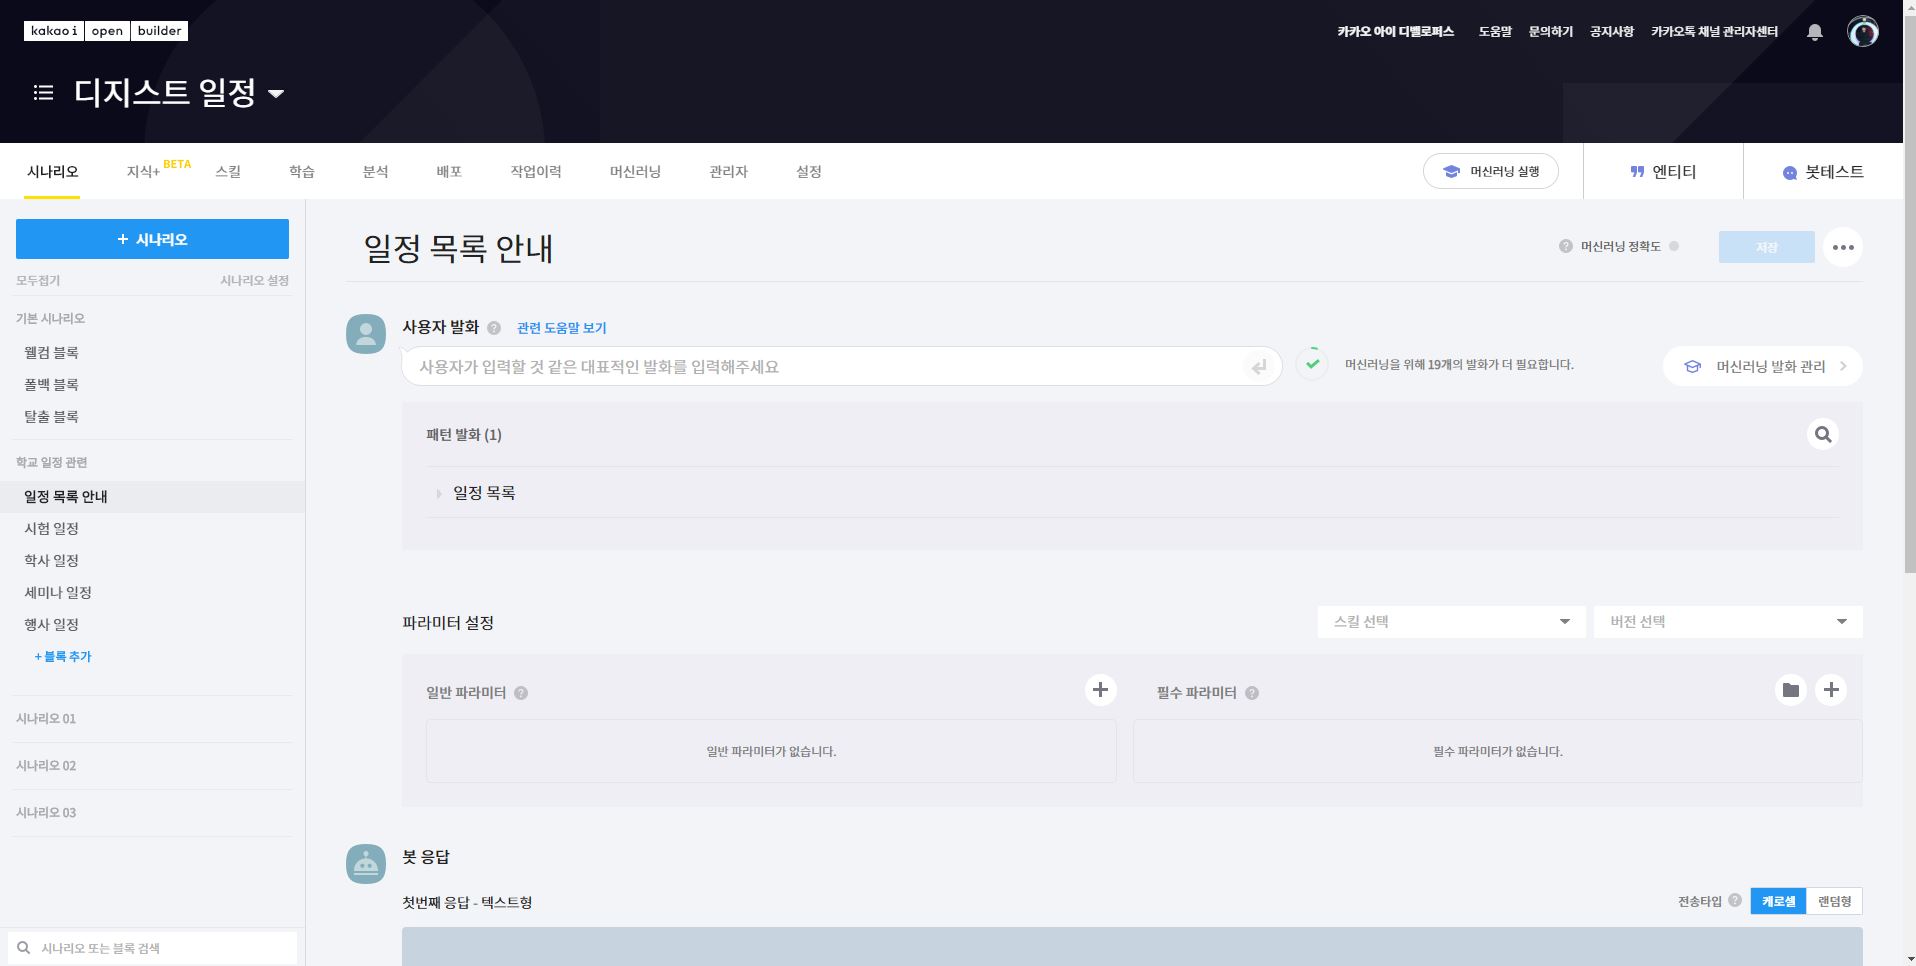 kakao i open builder
카카오 아이 디벨로퍼스 도움말 문의하기 공지사항 카카오톡 채널 관리자센터
디지스트 일정
시나리오 지식+ BETA 스킬 학습 분석 배포 작업이력 머신러닝 관리자 설정 머신러닝 실행 엔티티 봇테스트
+ 시나리오
모두접기 시나리오 설정
기본 시나리오
웰컴 블록
폴백 블록
탈출 블록
학교 일정 관련
일정 목록 안내
시험 일정
학사 일정
세미나 일정
행사 일정
+ 블록 추가
시나리오 01
시나리오 02
시나리오 03
시나리오 또는 블록 검색
일정 목록 안내
? 머신러닝 정확도 저장
사용자 발화 ? 관련 도움말 보기
사용자가 입력할 것 같은 대표적인 발화를 입력해주세요 머신러닝을 위해 19개의 발화가 더 필요합니다. 머신러닝 발화 관리
패턴 발화 (1)
일정 목록
파라미터 설정 스킬 선택 버전 선택
일반 파라미터 ? 필수 파라미터 ?
일반 파라미터가 없습니다. 필수 파라미터가 없습니다.
봇 응답
첫번째 응답 - 텍스트형 전송타입 ? 케로셀 랜덤형